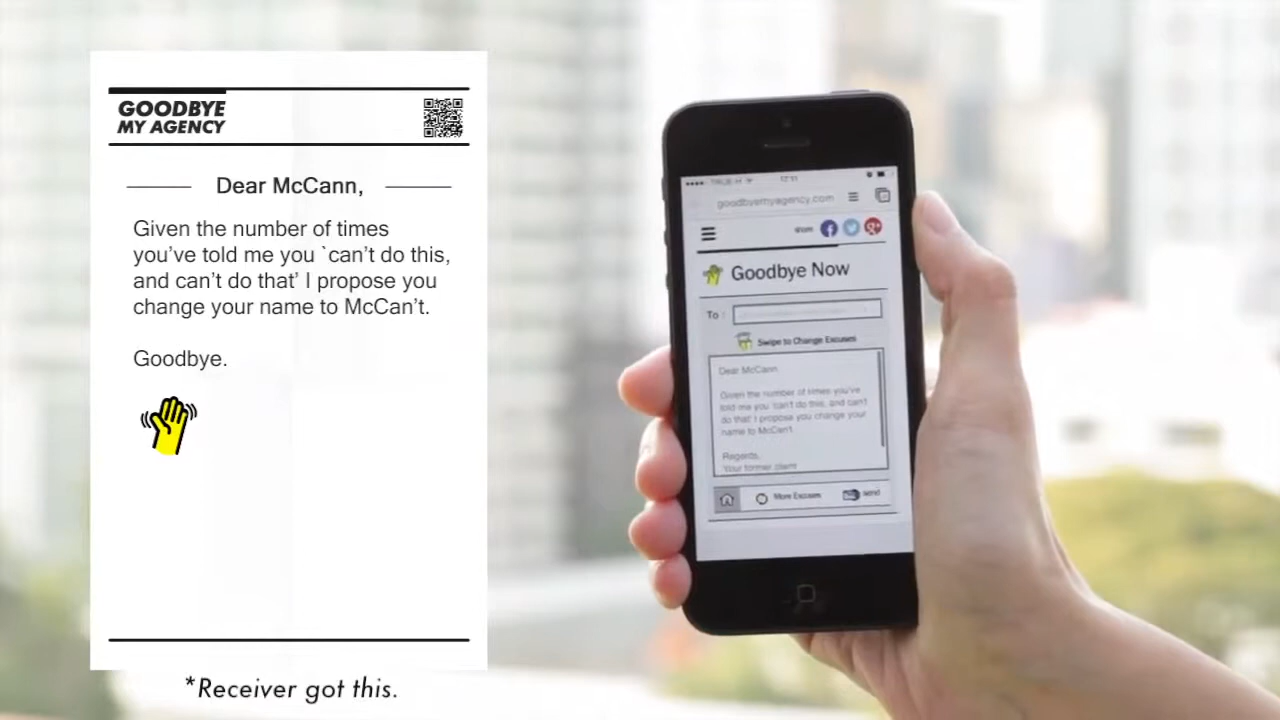 GOODBYE
MY AGENCY
Dear McCann,
Given the number of times
you've told me you `can't do this,
and can't do that' I propose you
change your name to McCan't.
Goodbye.
*Receiver got this.
12:11
goodbyemyagency.com
share
Goodbye Now
To :
Swipe to Change Excuses
Dear McCann
Given the number of times you've
told me you 'can't do this, and can't
do that' I propose you change your
name to McCan't.
Regards,
Your former client
More Excuses
send